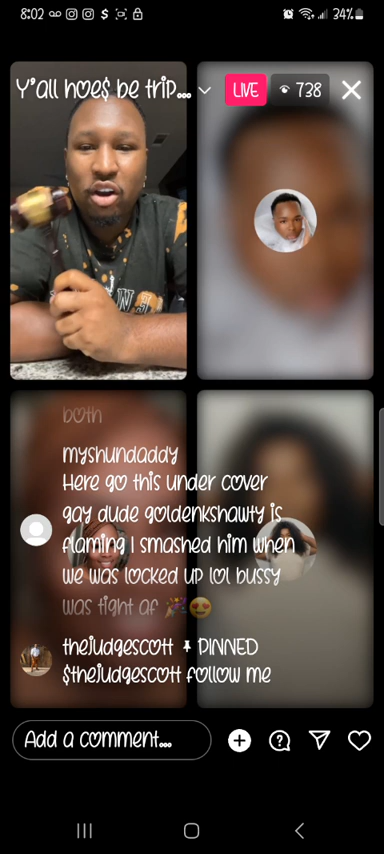 8:02
34%
Y'all hoe$ be trip...
LIVE
738
both
myshundaddy
Here go this under cover
gay dude goldenkshawty is
flaming I smashed him when
we was locked up lol bussy
was tight af 🎉😍
thejudgescott 📌 PINNED
$thejudgescott follow me
Add a comment...